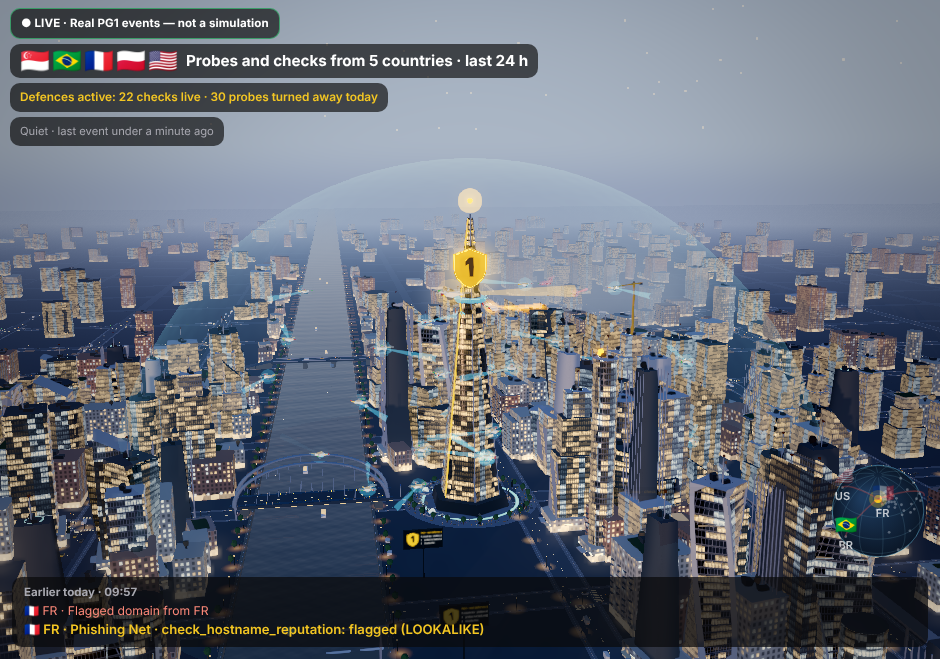 LIVE · Real PG1 events — not a simulation
Probes and checks from 5 countries · last 24 h
Defences active: 22 checks live · 30 probes turned away today
Quiet · last event under a minute ago
1
US
FR
BR
1
Earlier today · 09:57
FR · Flagged domain from FR
1
FR · Phishing Net · check_hostname_reputation: flagged (LOOKALIKE)